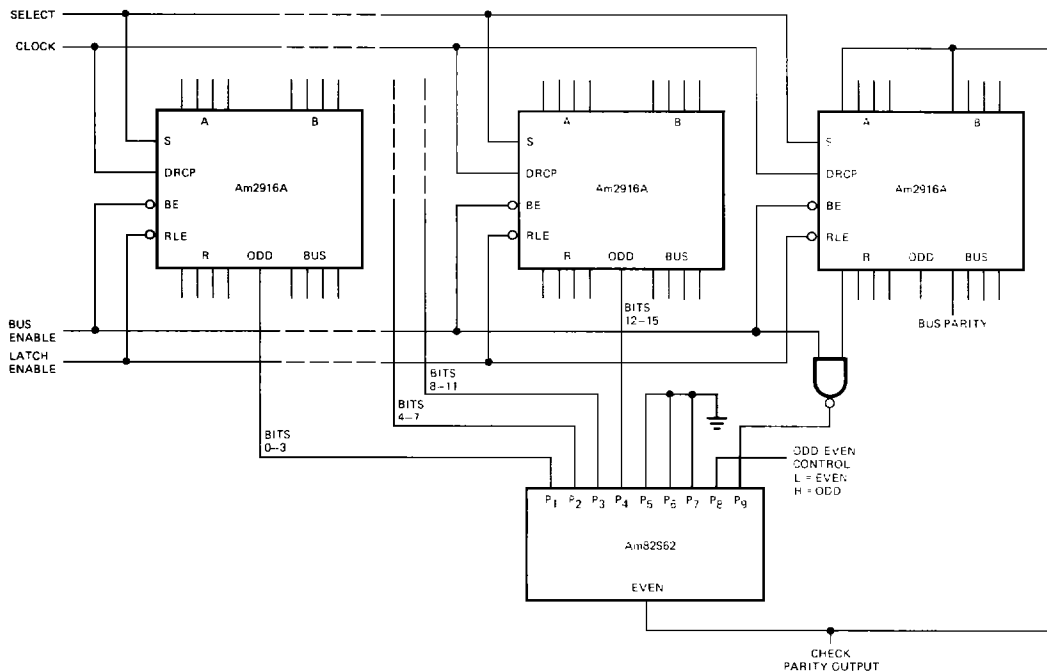 SELECT
CLOCK
A B
S
DRCP
Am2916A
BE
RLE
R ODD BUS
A B
S
DRCP
Am2916A
BE
RLE
R ODD BUS
A B
S
DRCP
Am2916A
BE
RLE
R ODD BUS
BUS
ENABLE
LATCH
ENABLE
BITS
12–15
BUS PARITY
BITS
8–11
BITS
4–7
BITS
0–3
ODD EVEN
CONTROL
L = EVEN
H = ODD
P1 P2 P3 P4 P5 P6 P7 P8 P9
Am82S62
EVEN
CHECK
PARITY OUTPUT